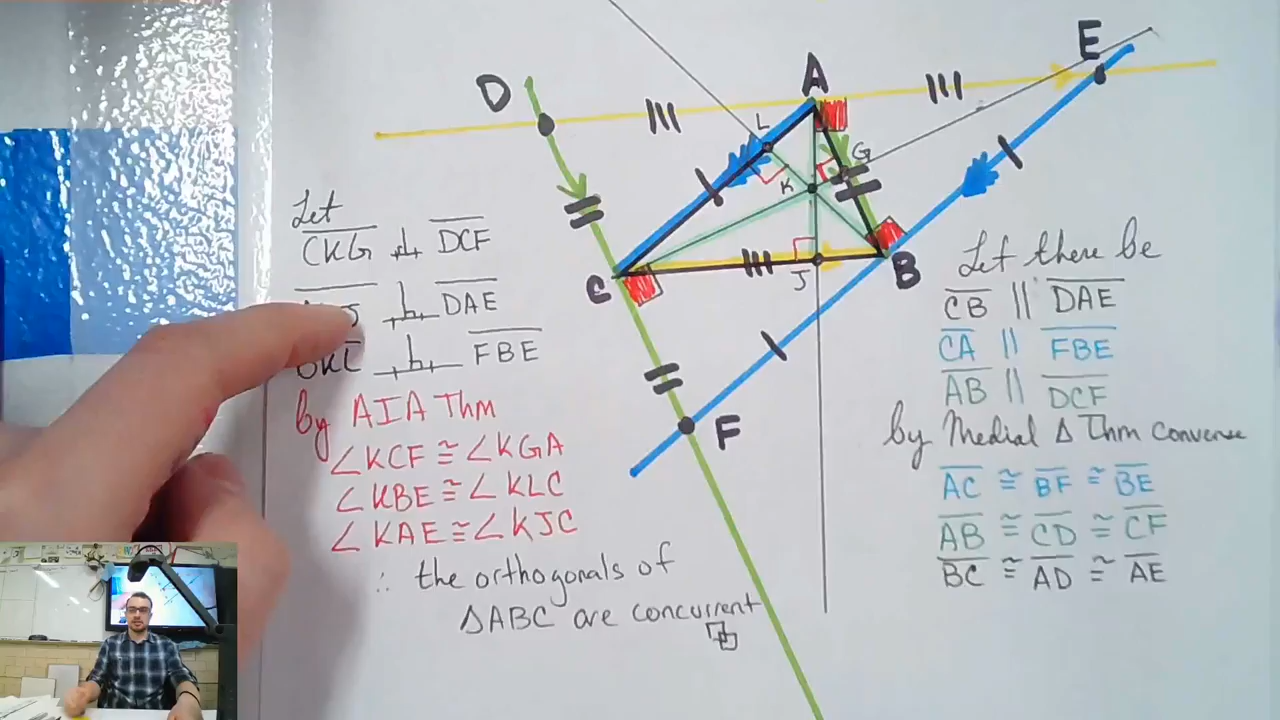 D
A
E
L
G
K
C
J
B
F
Let
CKG ⊥ DCF
J ⊥ DAE
BKL ⊥ FBE
by AIA Thm
∠KCF ≅ ∠KGA
∠KBE ≅ ∠KLC
∠KAE ≅ ∠KJC
∴ the orthogonals of
ΔABC are concurrent
Let there be
CB || DAE
CA || FBE
AB || DCF
by Medial Δ Thm Converse
AC ≅ BF ≅ BE
AB ≅ CD ≅ CF
BC ≅ AD ≅ AE